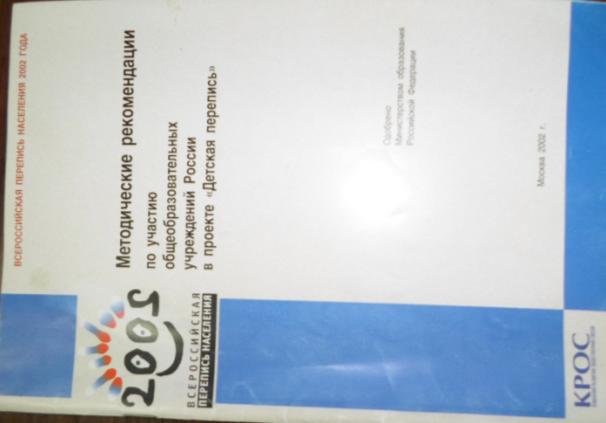 ВСЕРОССИЙСКАЯ ПЕРЕПИСЬ НАСЕЛЕНИЯ 2002 ГОДА
2002
ВСЕРОССИЙСКАЯ
ПЕРЕПИСЬ НАСЕЛЕНИЯ
Методические рекомендации
по участию
общеобразовательных
учреждений России
в проекте «Детская перепись»
Одобрено
Министерством образования
Российской Федерации
Москва 2002 г.
КРОС